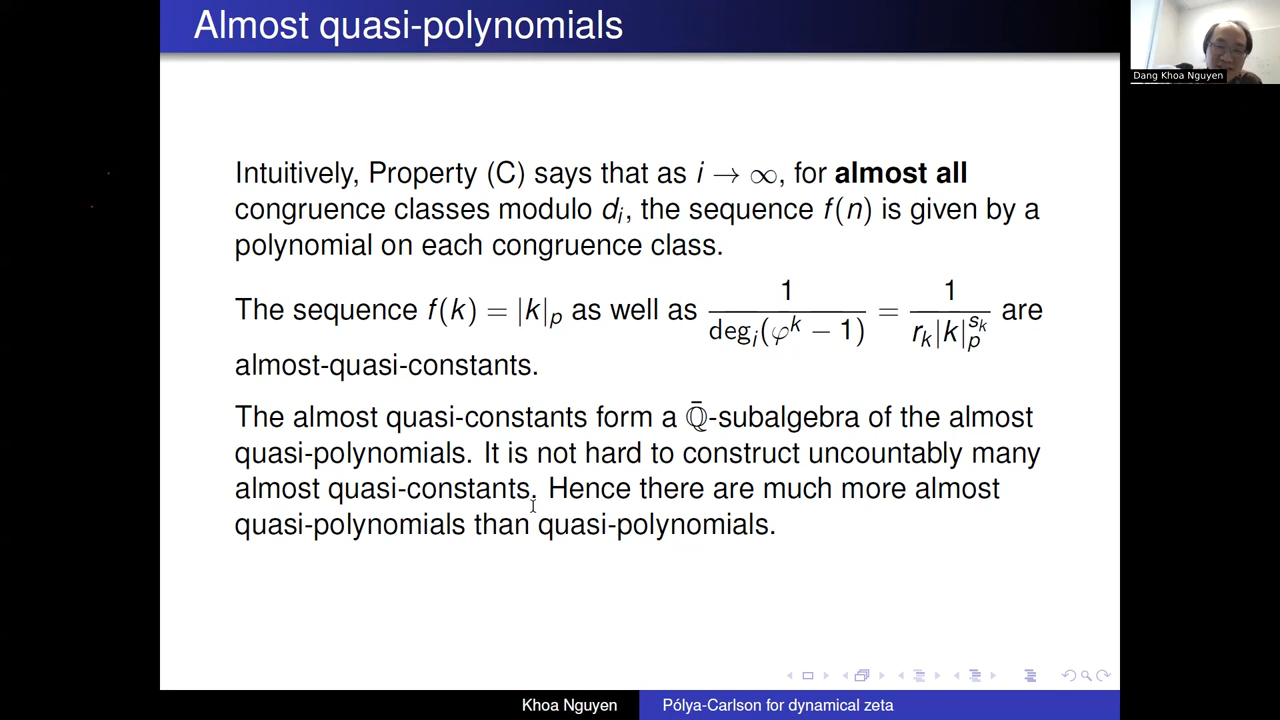 Almost quasi-polynomials
Dang Khoa Nguyen
Intuitively, Property (C) says that as i → ∞, for almost all
congruence classes modulo d_i, the sequence f(n) is given by a
polynomial on each congruence class.
The sequence f(k) = |k|_p as well as 1/deg_i(φ^k − 1) = 1/r_k|k|_p^{s_k} are
almost-quasi-constants.
The almost quasi-constants form a ℚ̄-subalgebra of the almost
quasi-polynomials. It is not hard to construct uncountably many
almost quasi-constants. Hence there are much more almost
quasi-polynomials than quasi-polynomials.
Khoa Nguyen
Pólya-Carlson for dynamical zeta